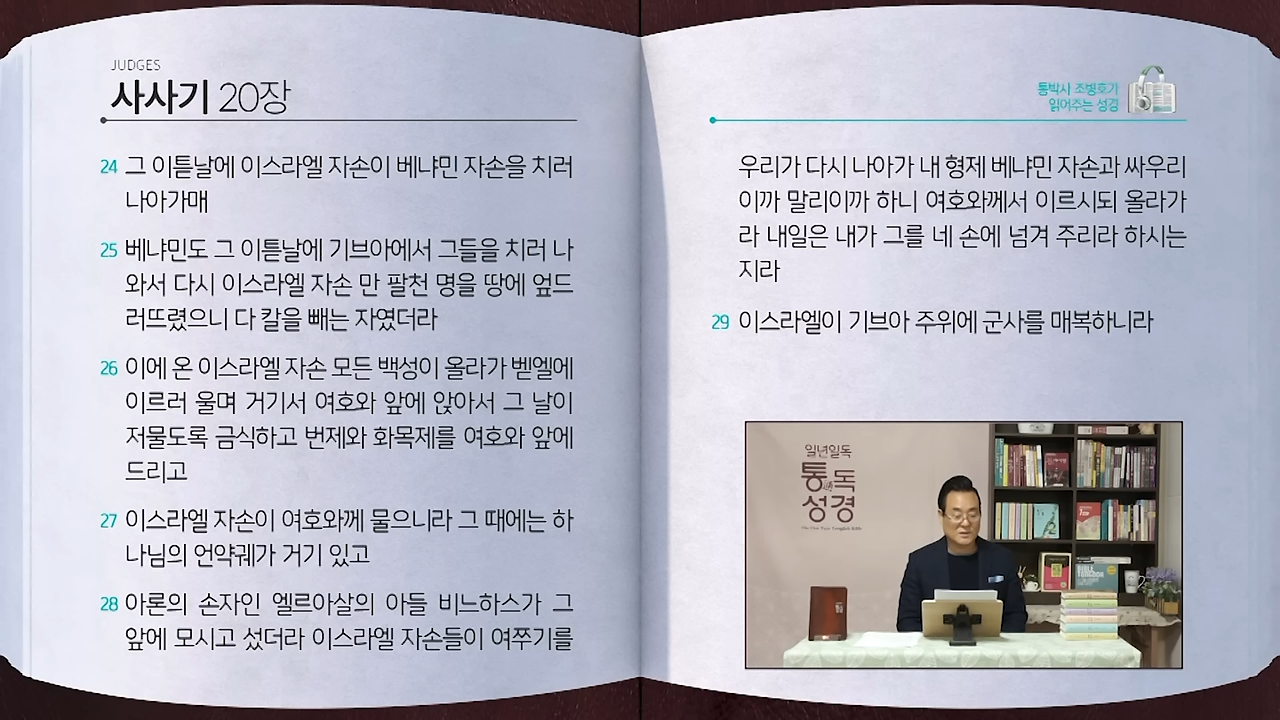 JUDGES
사사기 20장
24 그 이튿날에 이스라엘 자손이 베냐민 자손을 치러
나아가매
25 베냐민도 그 이튿날에 기브아에서 그들을 치러 나
와서 다시 이스라엘 자손 만 팔천 명을 땅에 엎드
러뜨렸으니 다 칼을 빼는 자였더라
26 이에 온 이스라엘 자손 모든 백성이 올라가 벧엘에
이르러 울며 거기서 여호와 앞에 앉아서 그 날이
저물도록 금식하고 번제와 화목제를 여호와 앞에
드리고
27 이스라엘 자손이 여호와께 물으니라 그 때에는 하
나님의 언약궤가 거기 있고
28 아론의 손자인 엘르아살의 아들 비느하스가 그
앞에 모시고 섰더라 이스라엘 자손들이 여쭈기를
통박사 조병호가
읽어주는 성경
우리가 다시 나아가 내 형제 베냐민 자손과 싸우리
이까 말리이까 하니 여호와께서 이르시되 올라가
라 내일은 내가 그를 네 손에 넘겨 주리라 하시는
지라
29 이스라엘이 기브아 주위에 군사를 매복하니라
일년일독
통독
성경